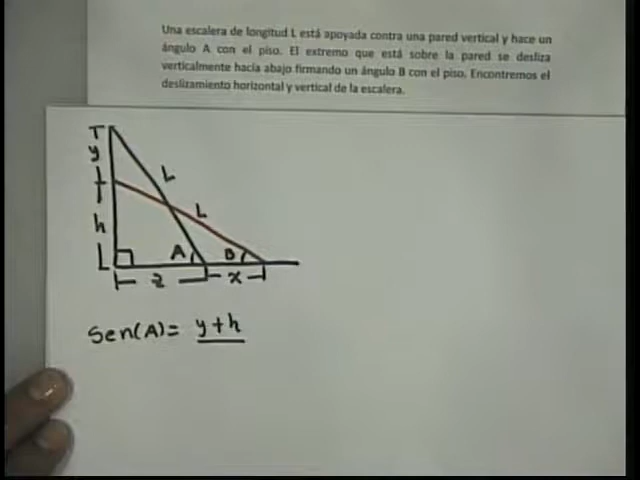 Una escalera de longitud L está apoyada contra una pared vertical y hace un
ángulo A con el piso. El extremo que está sobre la pared se desliza
verticalmente hacía abajo firmando un ángulo B con el piso. Encontremos el
deslizamiento horizontal y vertical de la escalera.
y
L
L
h
A
B
z
x
Sen(A)= y+h